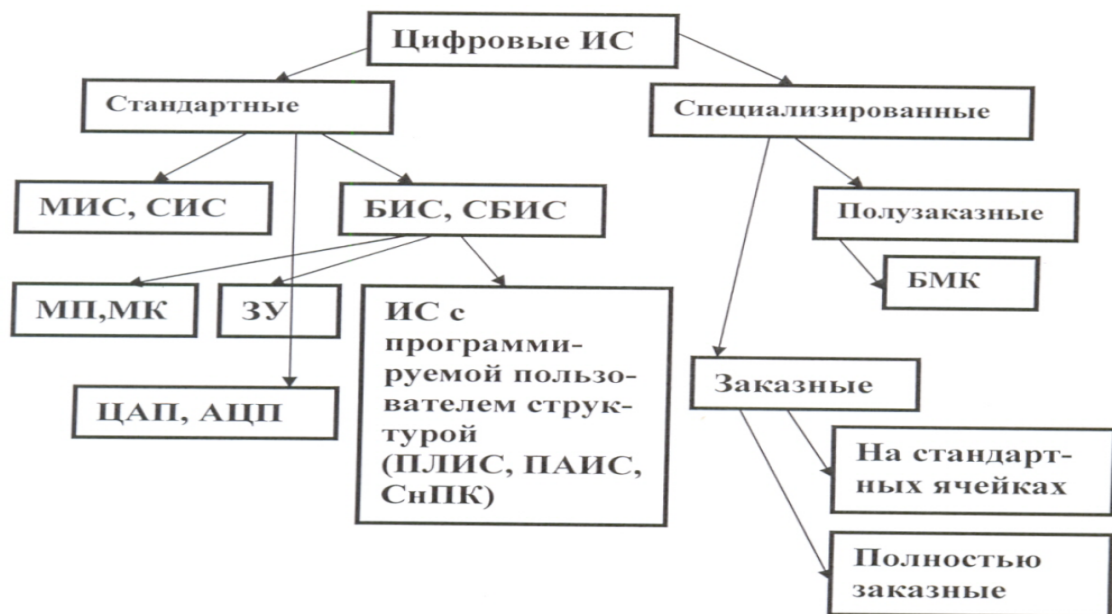 Цифровые ИС
Стандартные
Специализированные
МИС, СИС
БИС, СБИС
Полузаказные
БМК
МП,МК
ЗУ
ИС с
программи-
руемой пользо-
вателем струк-
турой
(ПЛИС, ПАИС,
СнПК)
ЦАП, АЦП
Заказные
На стандарт-
ных ячейках
Полностью
заказные